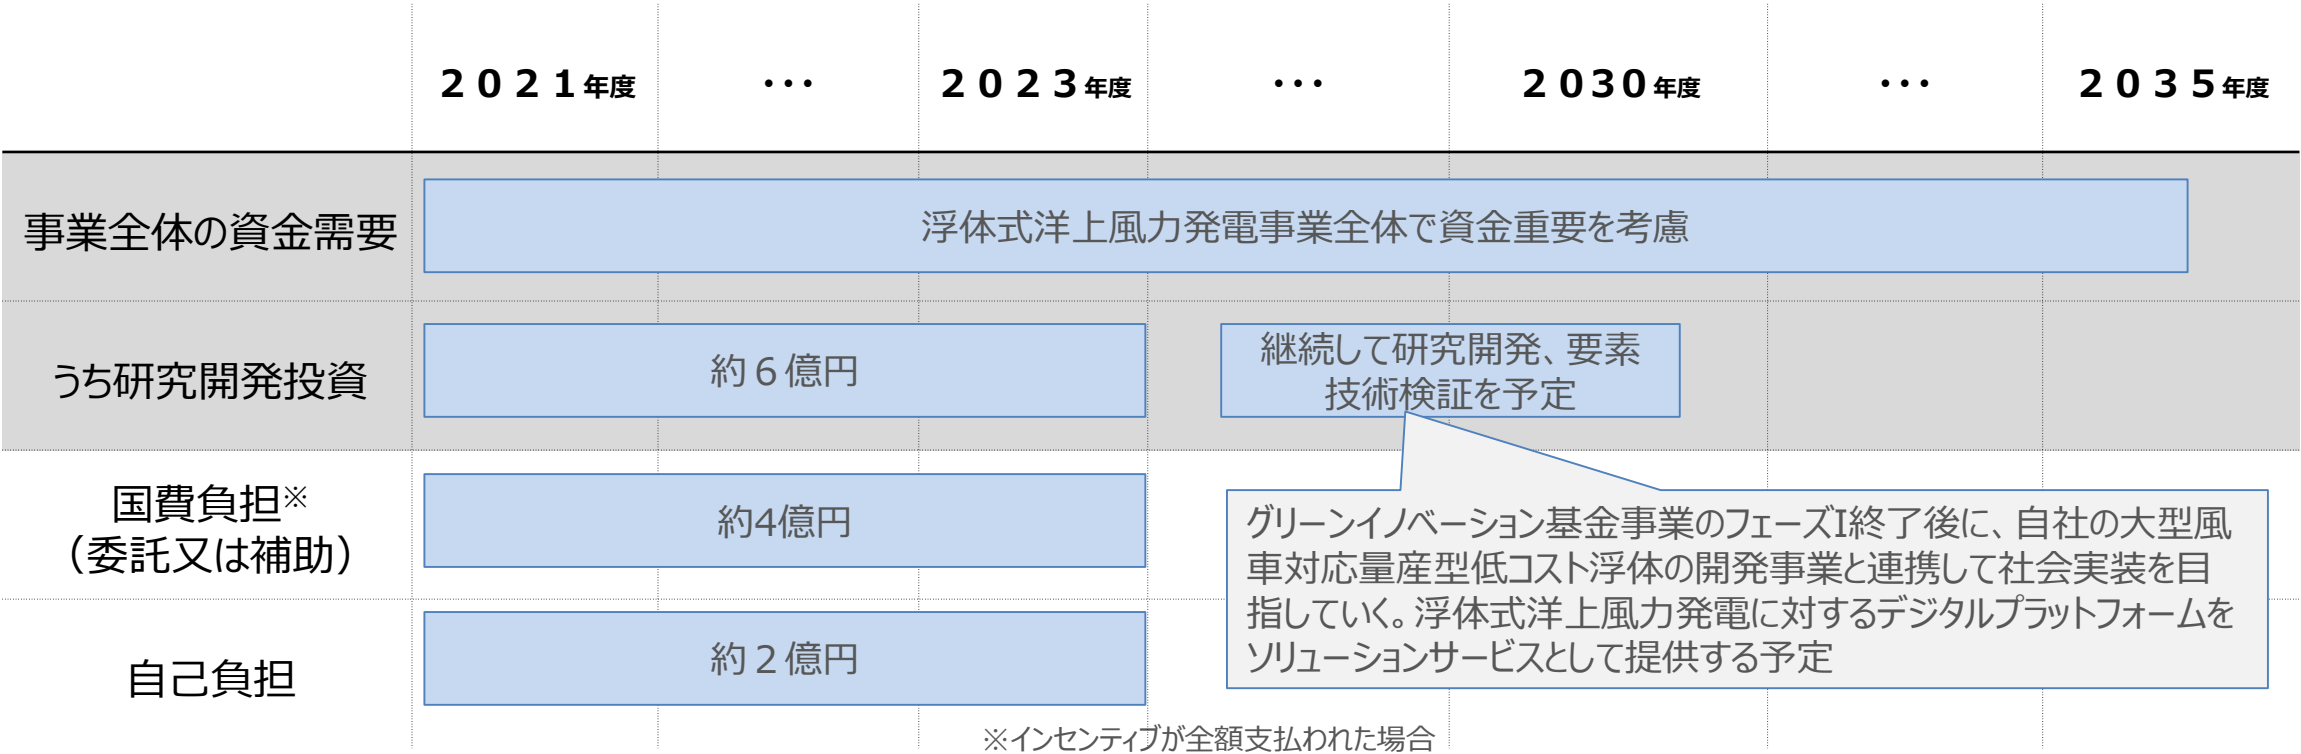 ２０２１年度 ･･･ ２０２３年度 ･･･ ２０30年度 ･･･ ２０３５年度
事業全体の資金需要
浮体式洋上風力発電事業全体で資金重要を考慮
うち研究開発投資
約６億円
継続して研究開発、要素
技術検証を予定
国費負担※
（委託又は補助）
約4億円
グリーンイノベーション基金事業のフェーズI終了後に、自社の大型風
車対応量産型低コスト浮体の開発事業と連携して社会実装を目
指していく。浮体式洋上風力発電に対するデジタルプラットフォームを
ソリューションサービスとして提供する予定
自己負担
約２億円
※インセンティブが全額支払われた場合